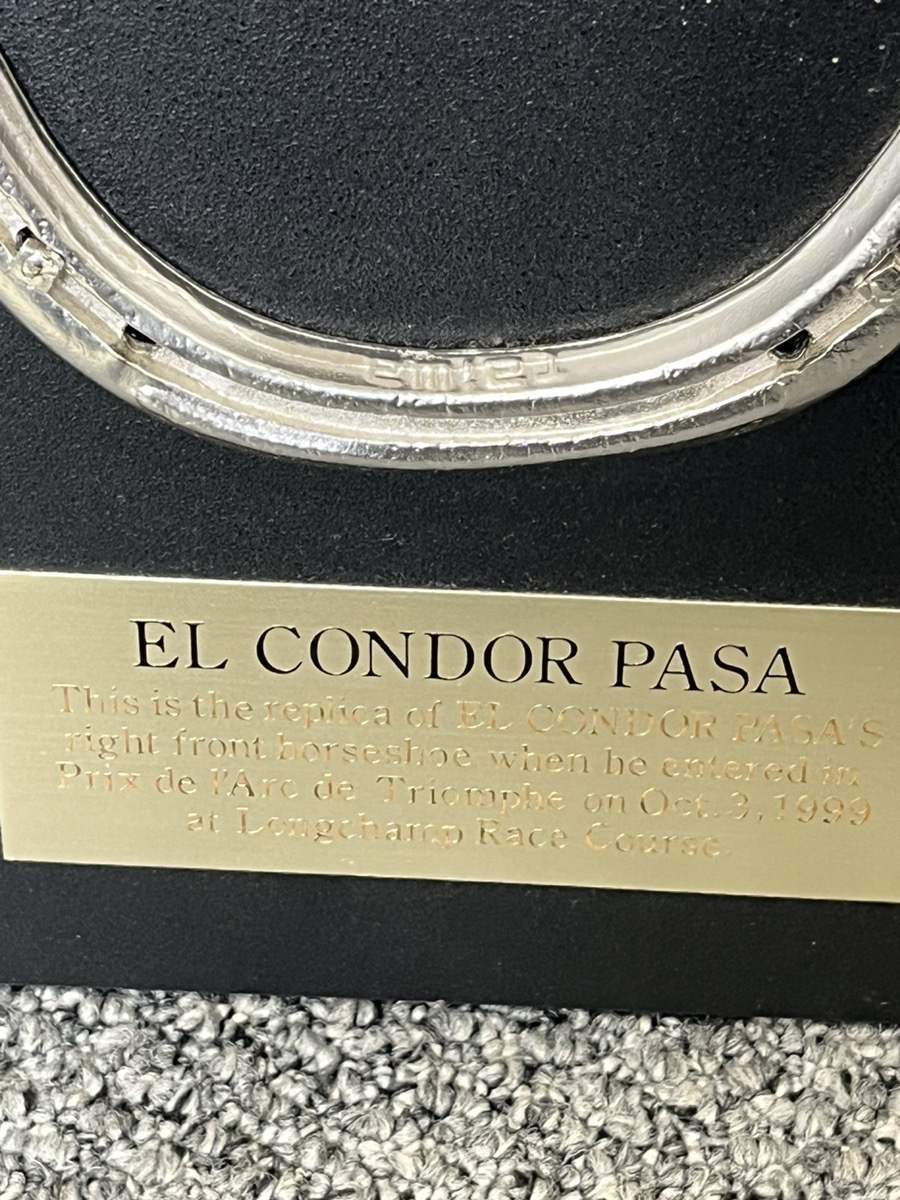 EL CONDOR PASA
This is the replica of EL CONDOR PASA'S
right front horseshoe when he entered in
Prix de l'Arc de Triomphe on Oct.3,1999
at Longchamp Race Course.